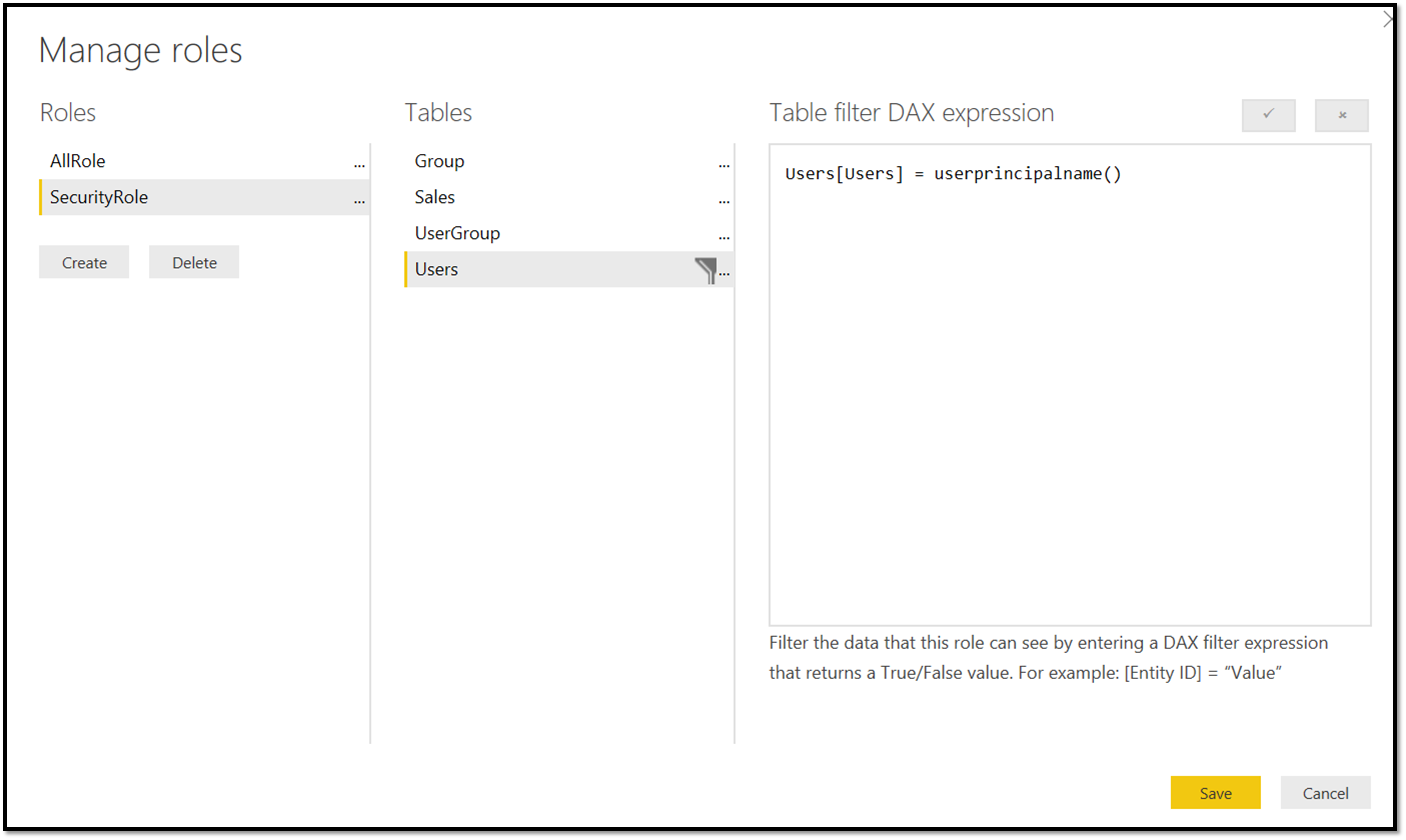 Manage roles
Roles
AllRole
...
SecurityRole
...
Create
Delete
Tables
Group
...
Sales
...
UserGroup
...
Users
...
Table filter DAX expression
Users[Users] = userprincipalname()
Filter the data that this role can see by entering a DAX filter expression
that returns a True/False value. For example: [Entity ID] = “Value”
Save
Cancel